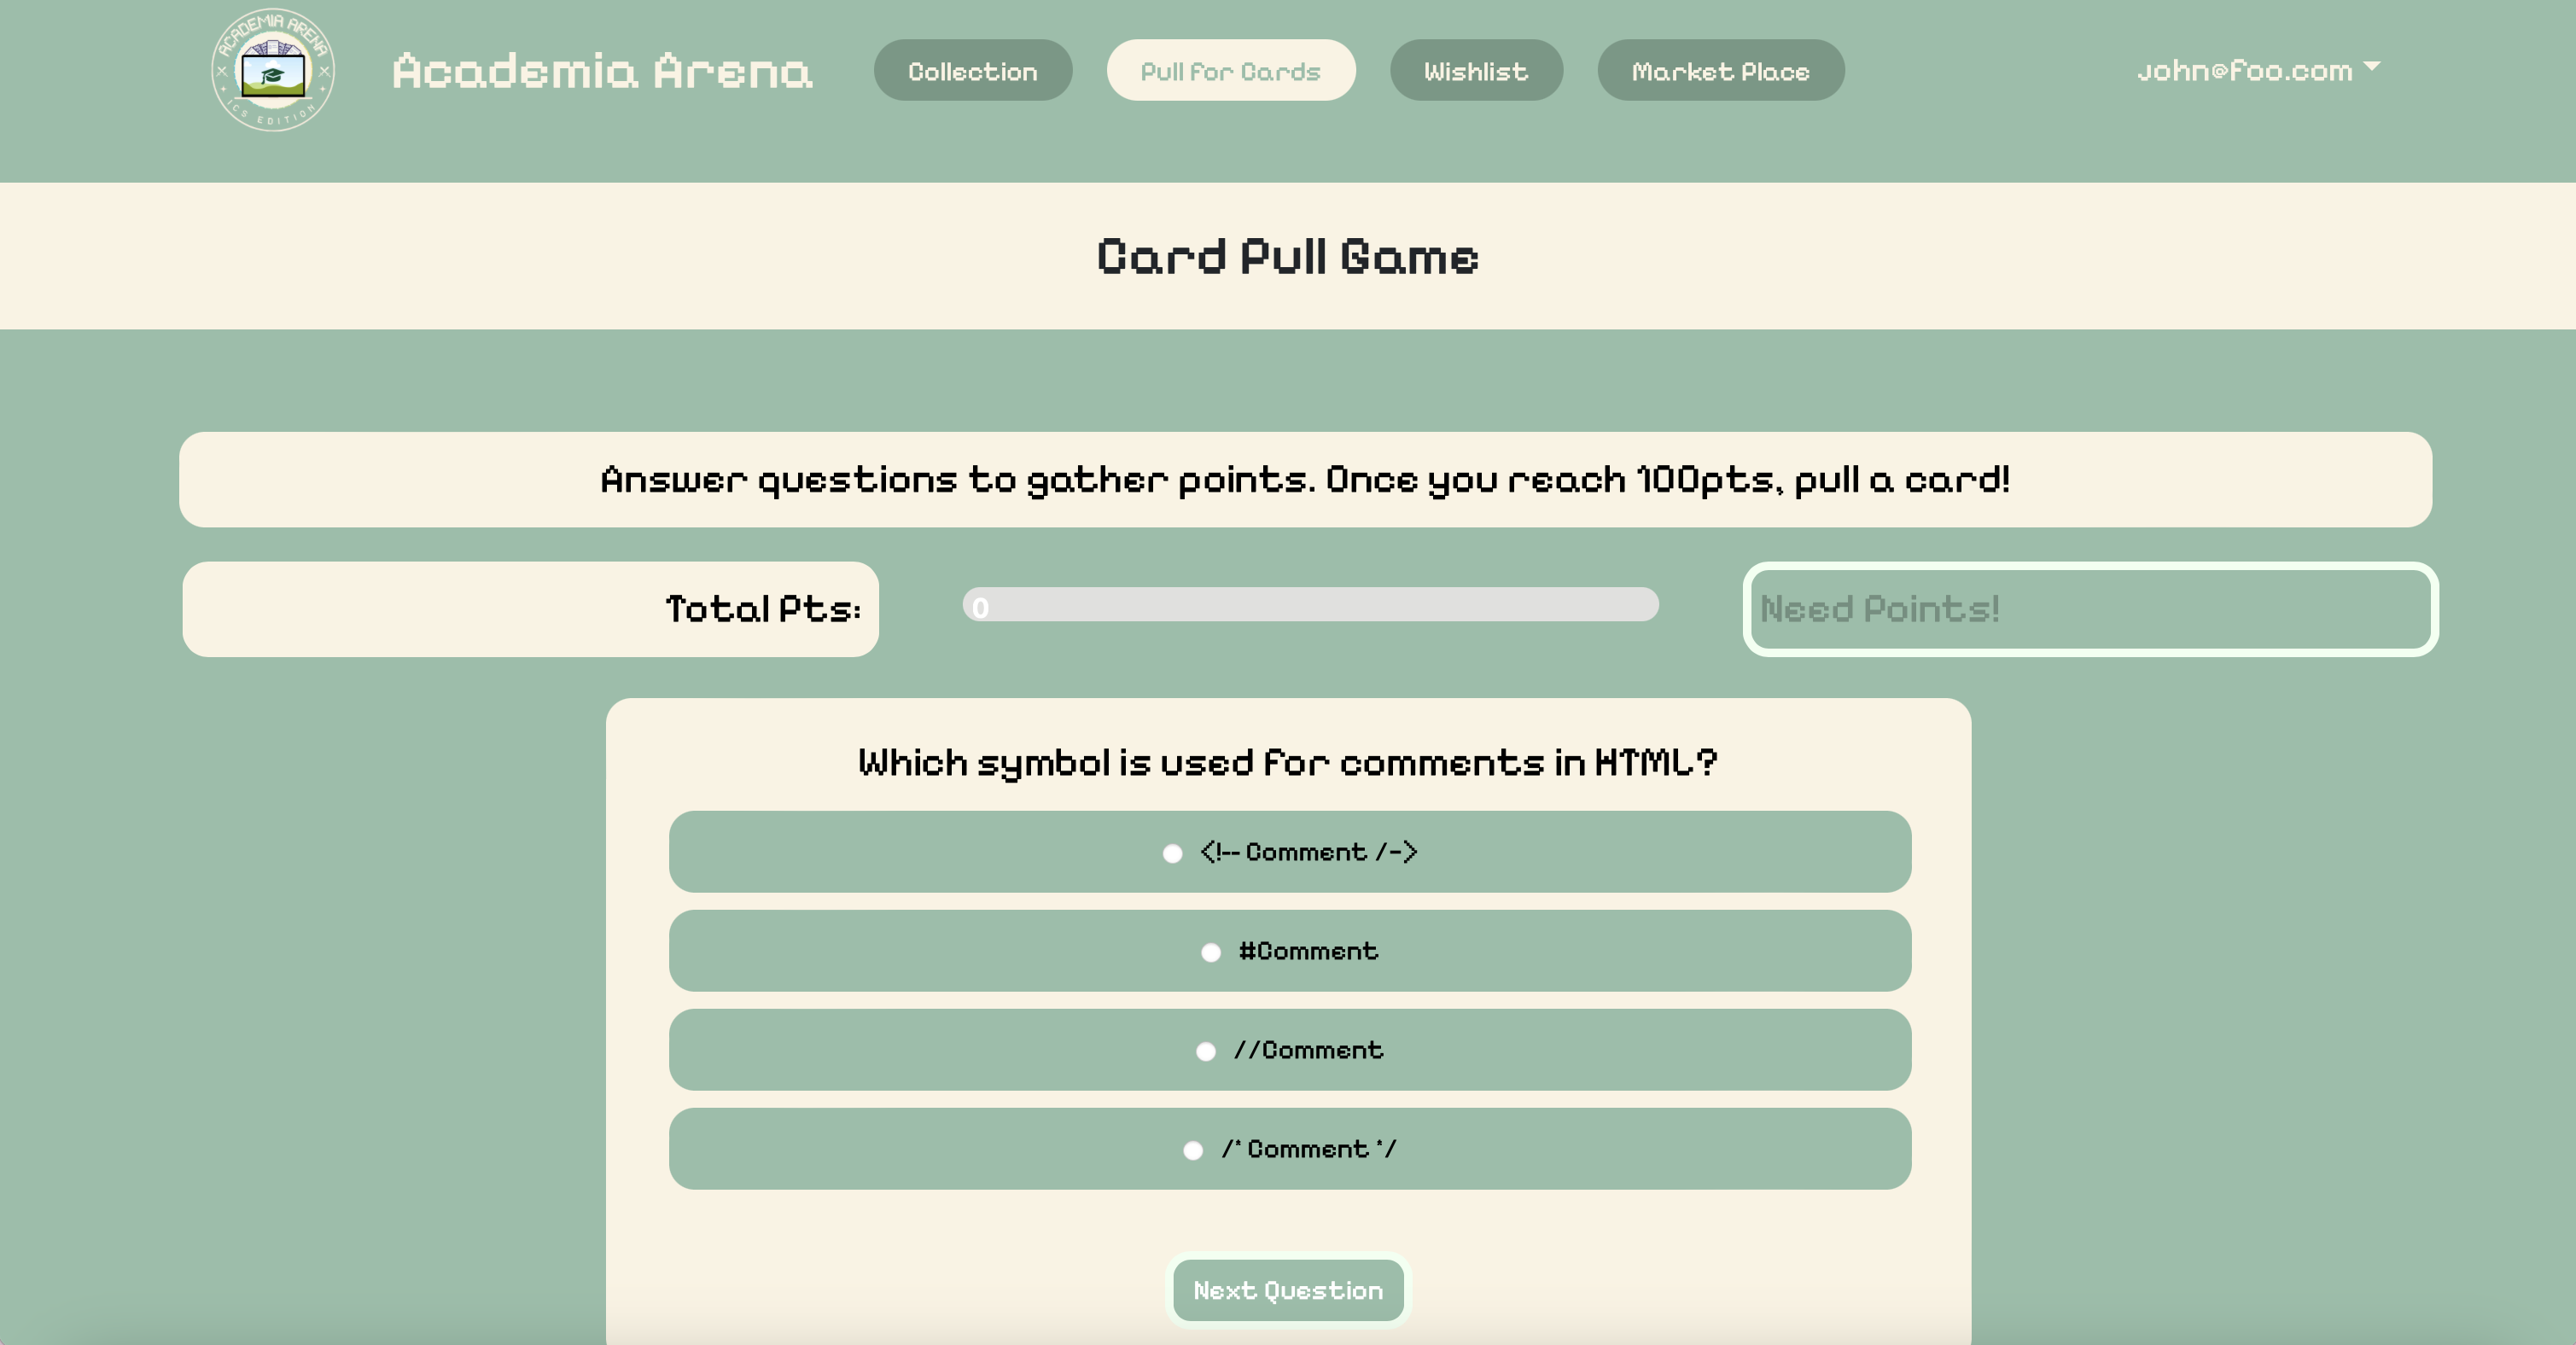 ACADEMIA ARENA
ICS EDITION
Academia Arena
Collection
Pull for Cards
Wishlist
Market Place
john@foo.com
Card Pull Game
Answer questions to gather points. Once you reach 100pts, pull a card!
Total Pts:
0
Need Points!
Which symbol is used for comments in HTML?
<!-- Comment /->
#Comment
//Comment
/* Comment */
Next Question